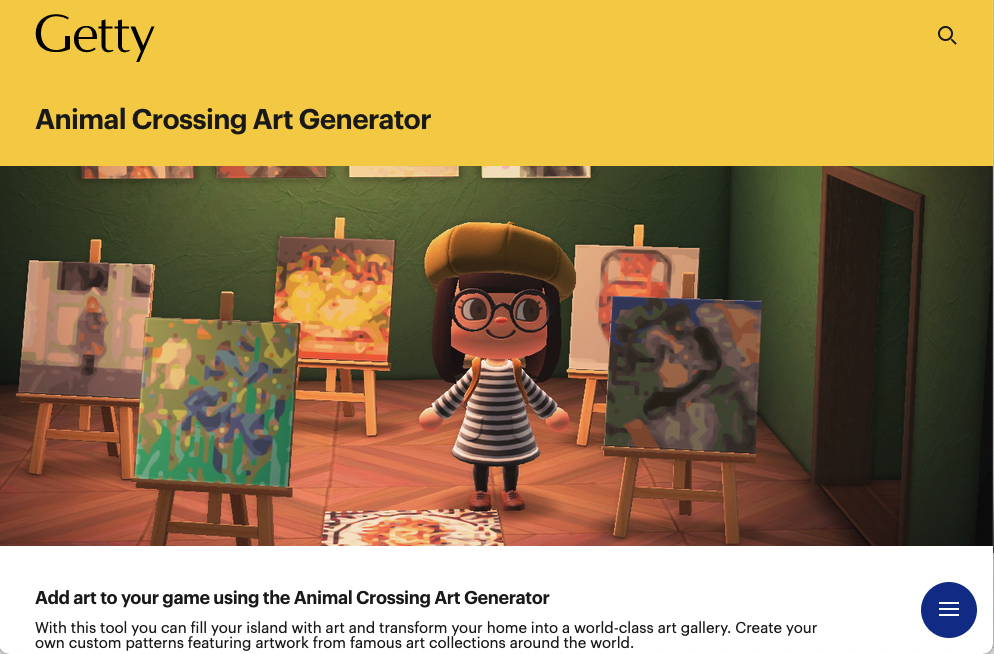 Getty
Animal Crossing Art Generator
Add art to your game using the Animal Crossing Art Generator
With this tool you can fill your island with art and transform your home into a world-class art gallery. Create your
own custom patterns featuring artwork from famous art collections around the world.